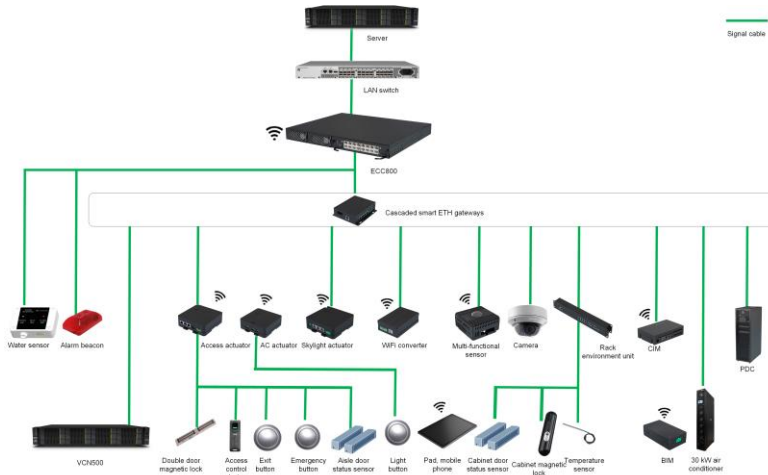 Server
Signal cable
LAN switch
ECC800
Cascaded smart ETH gateways
Water sensor
Alarm beacon
Access actuator
AC actuator
Skylight actuator
WiFi converter
Multi-functional
sensor
Camera
Rack
environment unit
CIM
PDC
VCN500
Double door
magnetic lock
Access
control
Exit
button
Emergency
button
Aisle door
status sensor
Light
button
Pad, mobile
phone
Cabinet door
status sensor
Cabinet magnetic
lock
Temperature
sensor
BIM
30 kW air
conditioner